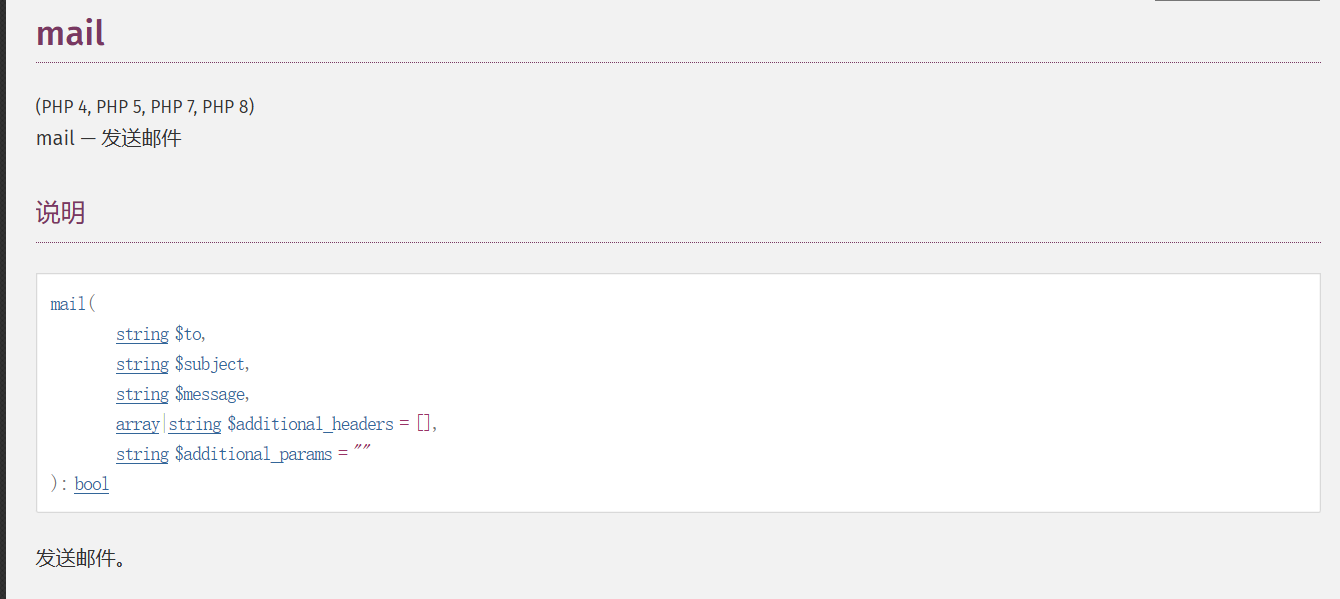 mail
(PHP 4, PHP 5, PHP 7, PHP 8)
mail — 发送邮件
说明
mail(
string $to,
string $subject,
string $message,
array|string $additional_headers = [],
string $additional_params = ""
): bool
发送邮件。